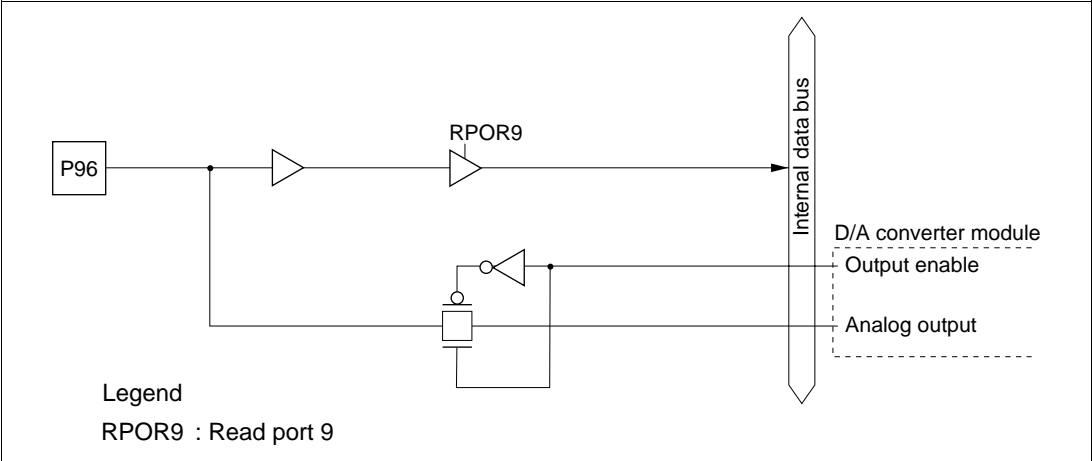 RPOR9
P96
Internal data bus
D/A converter module
Output enable
Analog output
Legend
RPOR9 : Read port 9